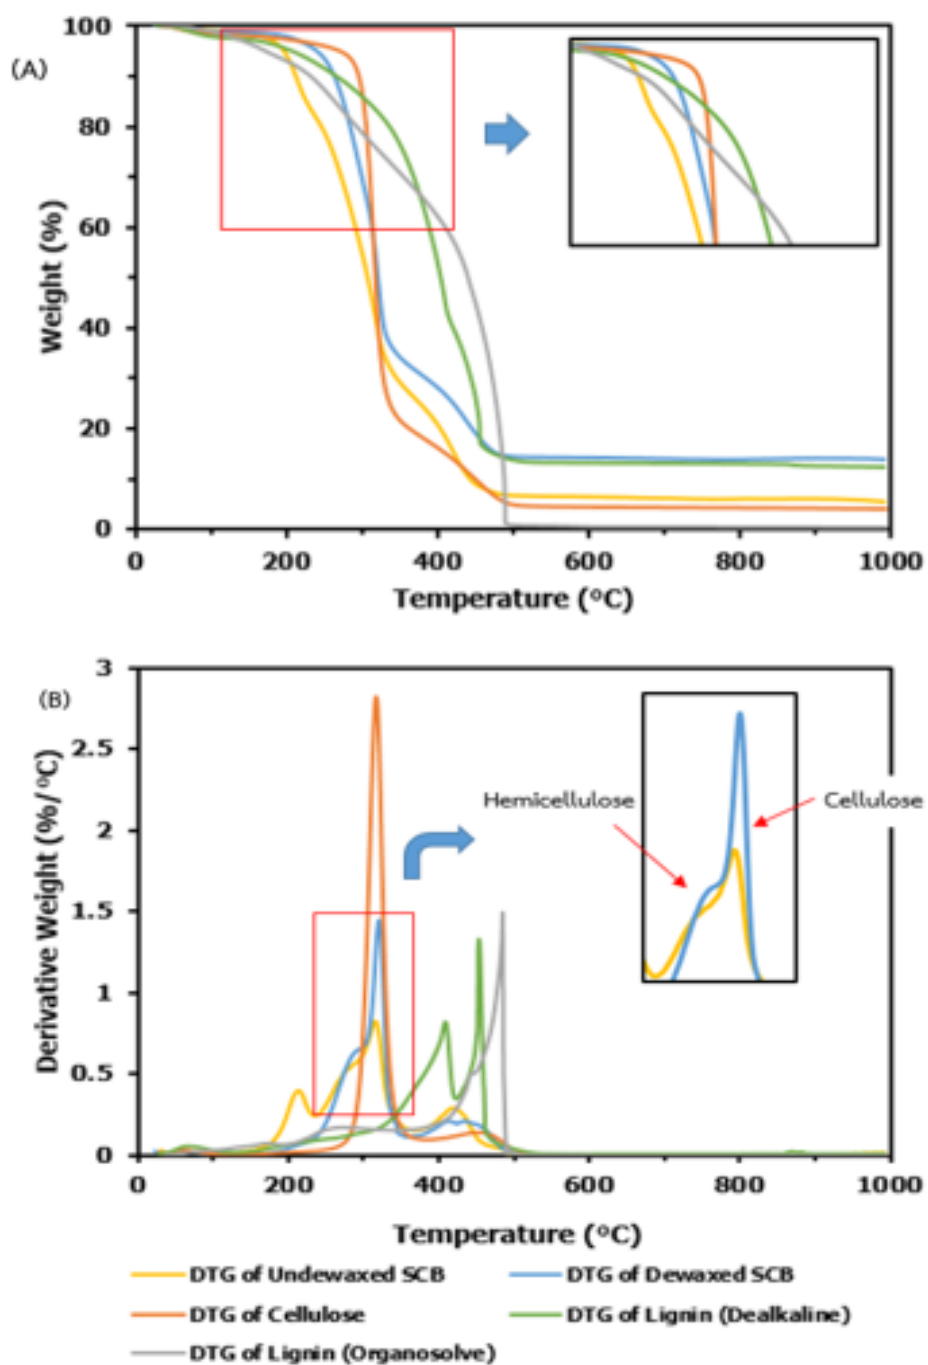 (A)
100
80
60
40
20
0
Weight (%)
0 200 400 600 800 1000
Temperature (°C)
(B)
3
2.5
2
1.5
1
0.5
0
Derivative Weight (%/°C)
Hemicellulose
Cellulose
0 200 400 600 800 1000
Temperature (°C)
DTG of Undewaxed SCB
DTG of Dewaxed SCB
DTG of Cellulose
DTG of Lignin (Dealkaline)
DTG of Lignin (Organosolve)